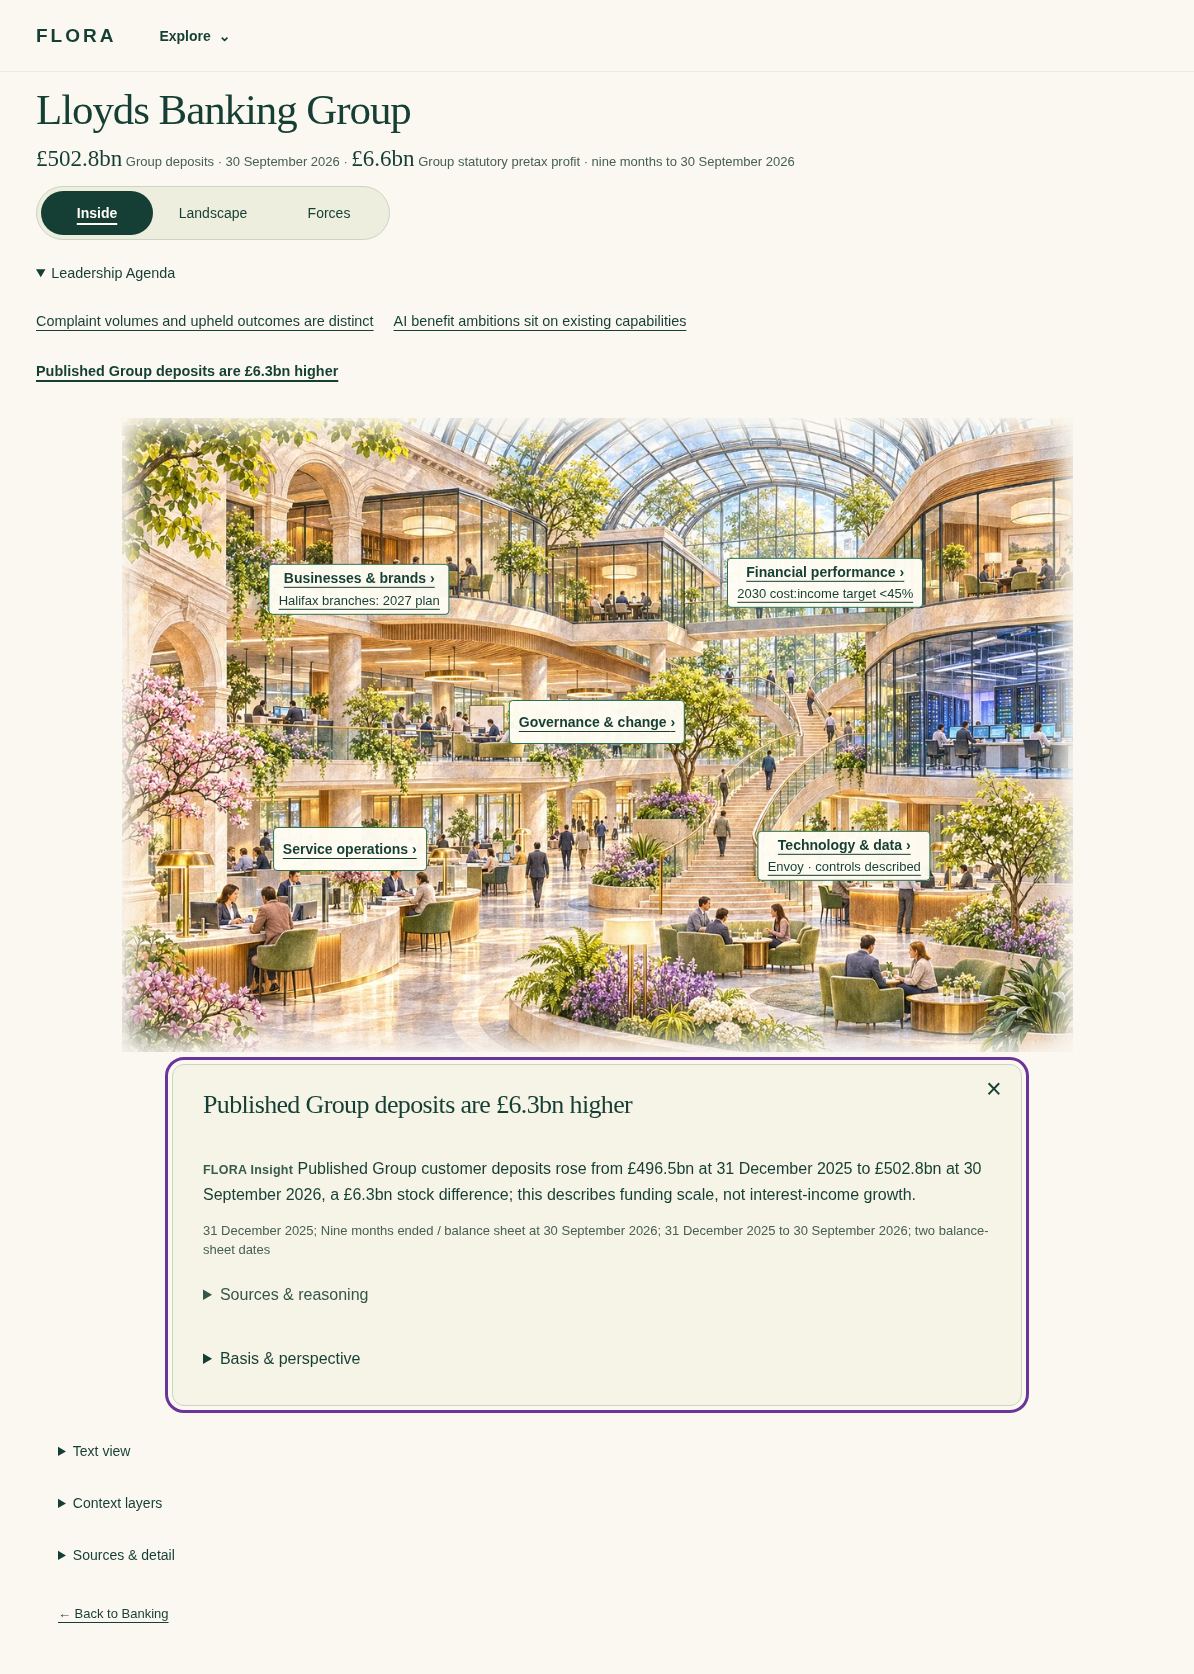 FLORA
Explore ⌄
Lloyds Banking Group
£502.8bn Group deposits · 30 September 2026 · £6.6bn Group statutory pretax profit · nine months to 30 September 2026
Inside
Landscape
Forces
▼ Leadership Agenda
Complaint volumes and upheld outcomes are distinct
AI benefit ambitions sit on existing capabilities
Published Group deposits are £6.3bn higher
Businesses & brands ›
Halifax branches: 2027 plan
Financial performance ›
2030 cost:income target <45%
Governance & change ›
Service operations ›
Technology & data ›
Envoy · controls described
Published Group deposits are £6.3bn higher
×
FLORA Insight Published Group customer deposits rose from £496.5bn at 31 December 2025 to £502.8bn at 30
September 2026, a £6.3bn stock difference; this describes funding scale, not interest-income growth.
31 December 2025; Nine months ended / balance sheet at 30 September 2026; 31 December 2025 to 30 September 2026; two balance-
sheet dates
▶ Sources & reasoning
▶ Basis & perspective
▶ Text view
▶ Context layers
▶ Sources & detail
← Back to Banking